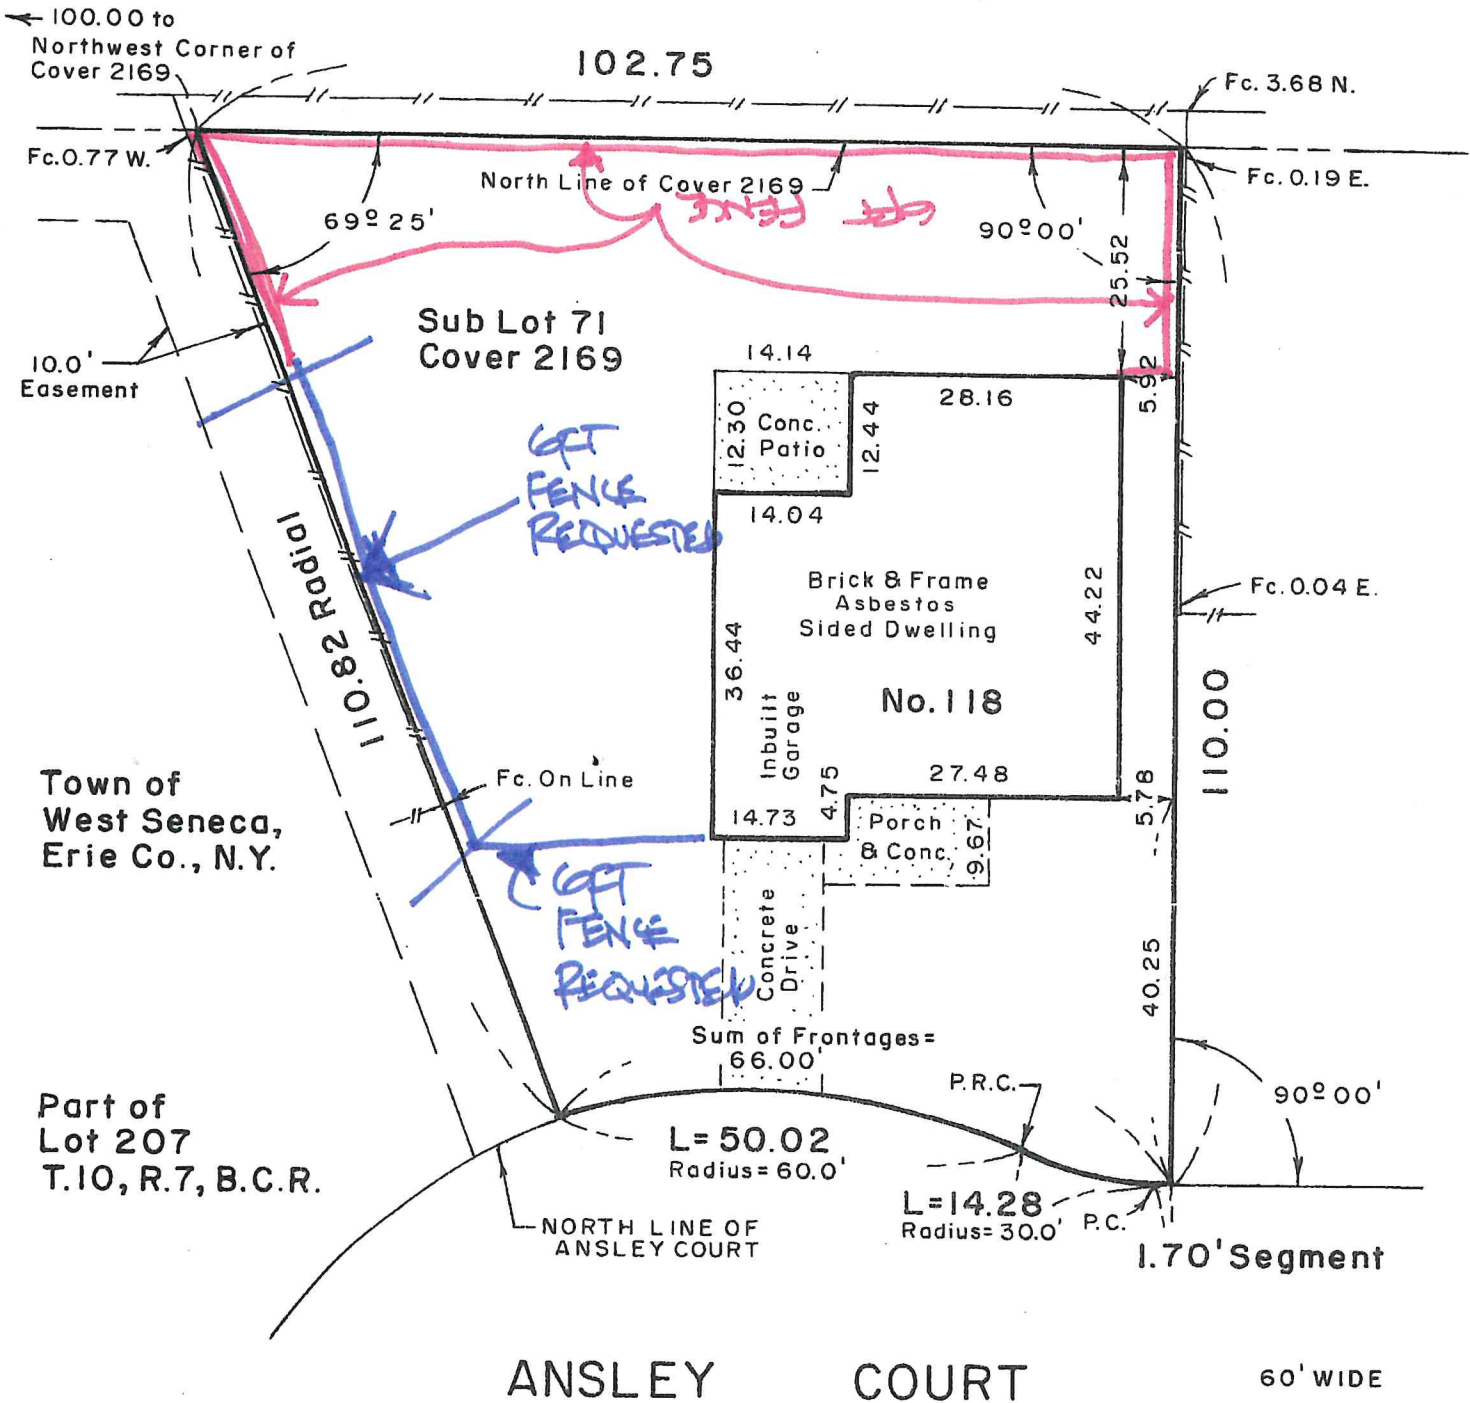 100.00 to
Northwest Corner of
Cover 2169
102.75
Fc. 3.68 N.
Fc. 0.77 W.
North Line of Cover 2169
Fc. 0.19 E.
6FT FENCE
69º 25'
90º 00'
25.52
Sub Lot 71
Cover 2169
10.0'
Easement
14.14
5.92
28.16
12.30
Conc.
Patio
12.44
6FT
FENCE
REQUESTED
14.04
110.82 Radial
Brick & Frame
Asbestos
Sided Dwelling
44.22
Fc. 0.04 E.
36.44
No. 118
Inbuilt
Garage
110.00
Town of
West Seneca,
Erie Co., N.Y.
Fc. On Line
27.48
4.75
14.73
5.78
Porch
& Conc.
9.67
6FT
FENCE
REQUESTED
Concrete
Drive
40.25
Sum of Frontages=
66.00'
P.R.C.
90º 00'
Part of
Lot 207
T.10, R.7, B.C.R.
L= 50.02
Radius= 60.0'
L=14.28
Radius= 30.0'
P.C.
NORTH LINE OF
ANSLEY COURT
1.70' Segment
ANSLEY COURT
60' WIDE